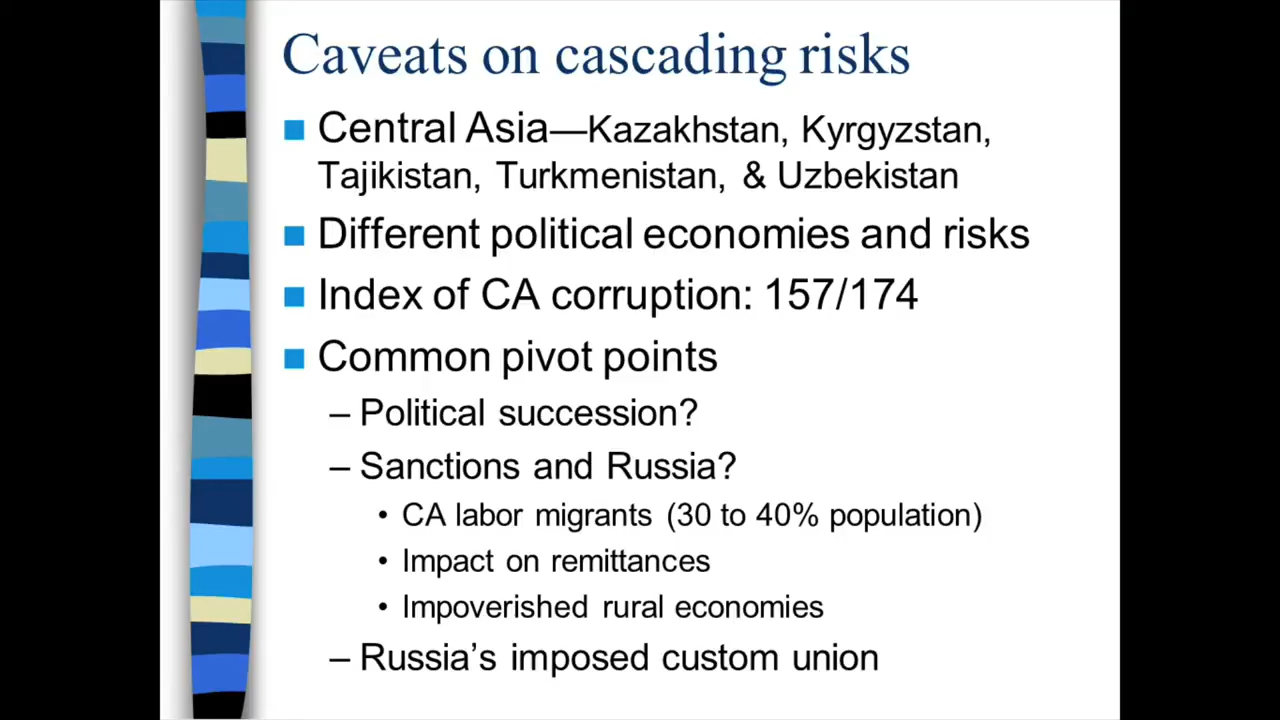 Caveats on cascading risks
■ Central Asia—Kazakhstan, Kyrgyzstan,
Tajikistan, Turkmenistan, & Uzbekistan
■ Different political economies and risks
■ Index of CA corruption: 157/174
■ Common pivot points
– Political succession?
– Sanctions and Russia?
• CA labor migrants (30 to 40% population)
• Impact on remittances
• Impoverished rural economies
– Russia’s imposed custom union